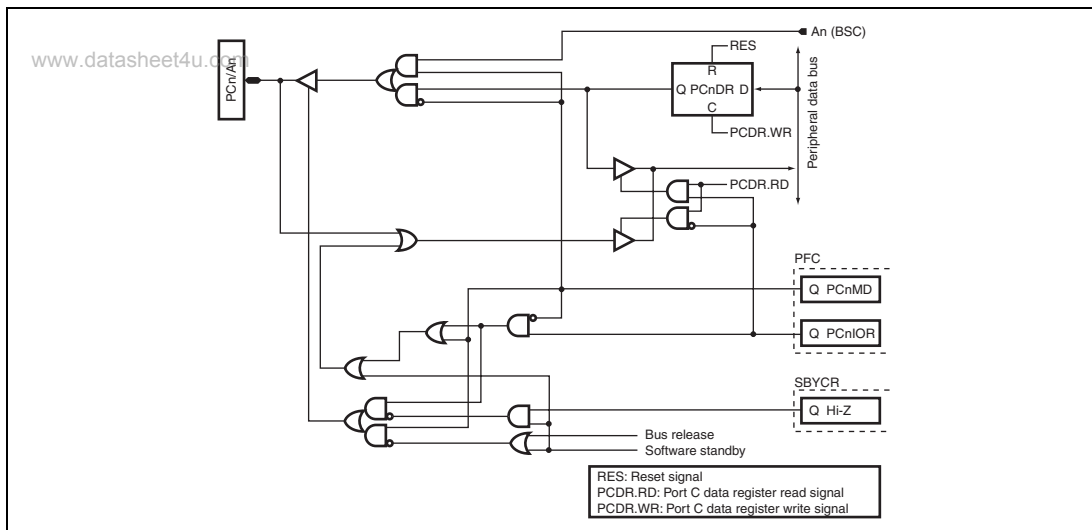 www.datasheet4u.com
PCn/An
An (BSC)
RES
R
Q PCnDR D
C
PCDR.WR
Peripheral data bus
PCDR.RD
PFC
Q PCnMD
Q PCnIOR
SBYCR
Q Hi-Z
Bus release
Software standby
RES: Reset signal
PCDR.RD: Port C data register read signal
PCDR.WR: Port C data register write signal